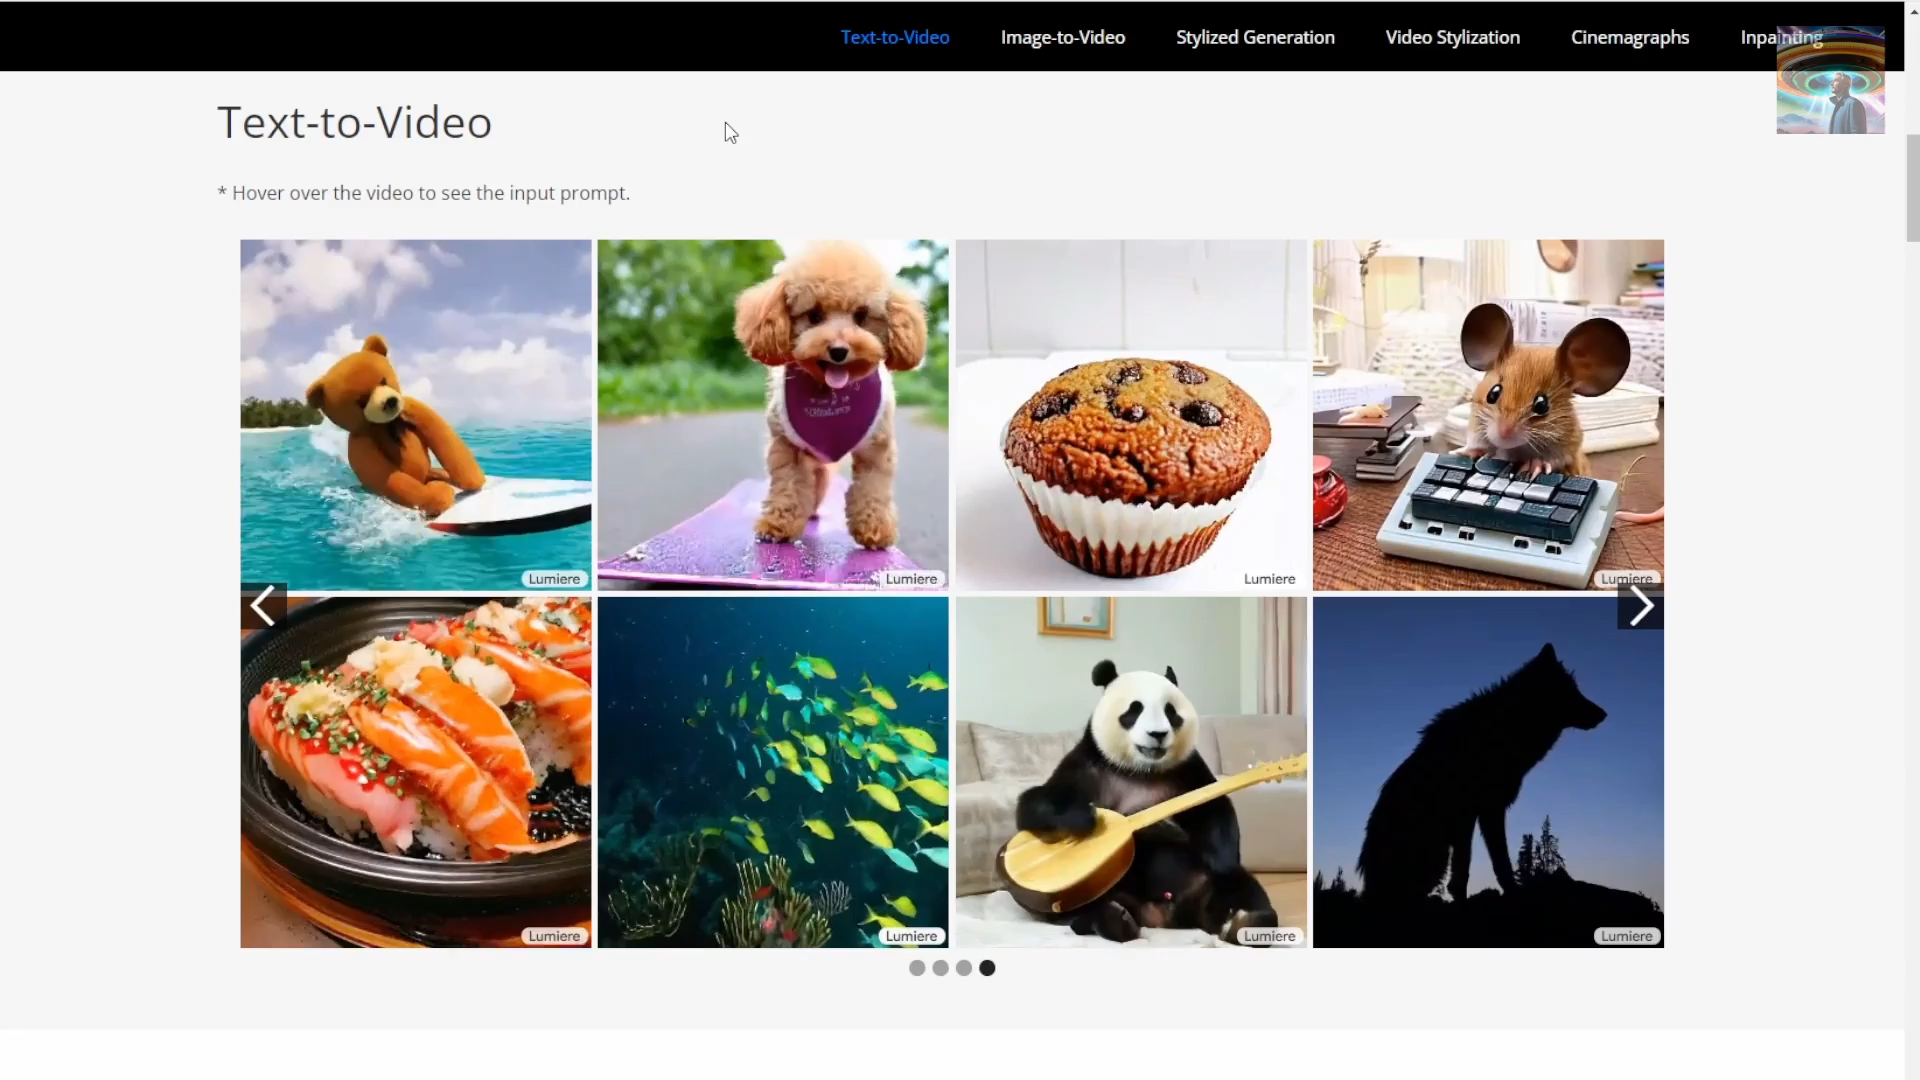 Text-to-Video Image-to-Video Stylized Generation Video Stylization Cinemagraphs Inpainting
Text-to-Video
* Hover over the video to see the input prompt.
Lumiere Lumiere Lumiere Lumiere
Lumiere Lumiere Lumiere Lumiere